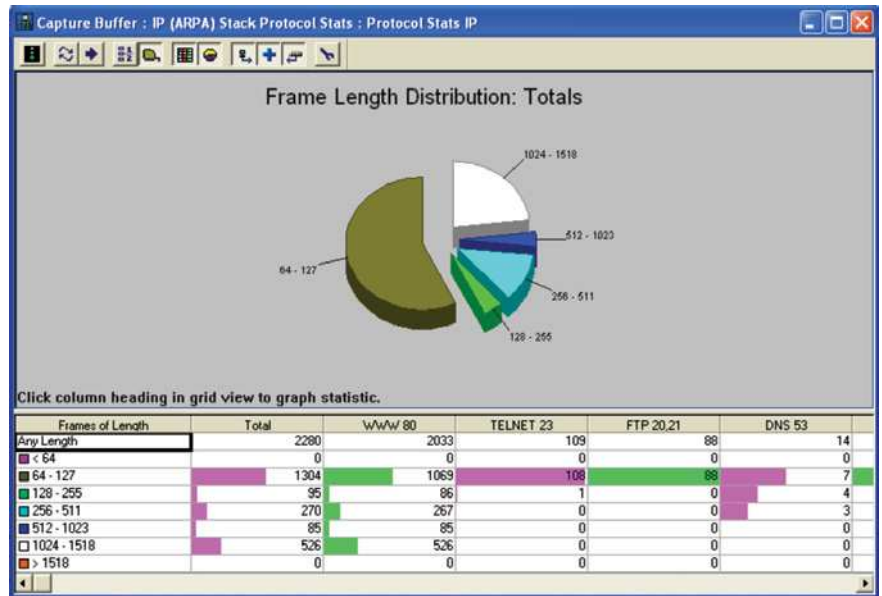 Capture Buffer : IP (ARPA) Stack Protocol Stats : Protocol Stats IP
Frame Length Distribution: Totals
1024 - 1518
512 - 1023
64 - 127
256 - 511
128 - 255
Click column heading in grid view to graph statistic.
Frames of Length Total WWW 80 TELNET 23 FTP 20,21 DNS 53
Any Length 2280 2033 109 88 14
< 64 0 0 0 0 0
64 - 127 1304 1069 108 88 7
128 - 255 95 86 1 0 4
256 - 511 270 267 0 0 3
512 - 1023 85 85 0 0 0
1024 - 1518 526 526 0 0 0
> 1518 0 0 0 0 0